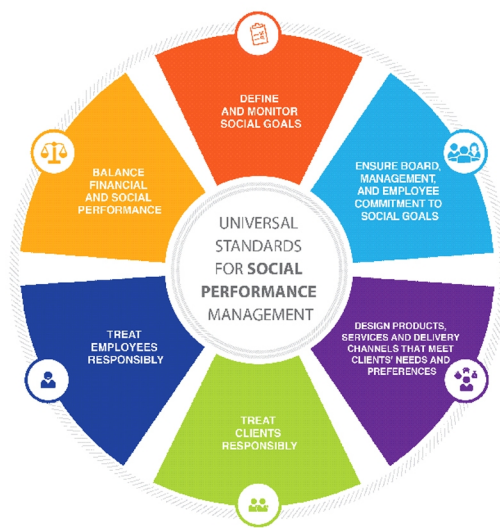 DEFINE
AND MONITOR
SOCIAL GOALS
ENSURE BOARD,
MANAGEMENT,
AND EMPLOYEE
COMMITMENT TO
SOCIAL GOALS
DESIGN PRODUCTS,
SERVICES AND DELIVERY
CHANNELS THAT MEET
CLIENTS' NEEDS AND
PREFERENCES
TREAT
CLIENTS
RESPONSIBLY
TREAT
EMPLOYEES
RESPONSIBLY
BALANCE
FINANCIAL
AND SOCIAL
PERFORMANCE
UNIVERSAL
STANDARDS
FOR SOCIAL
PERFORMANCE
MANAGEMENT